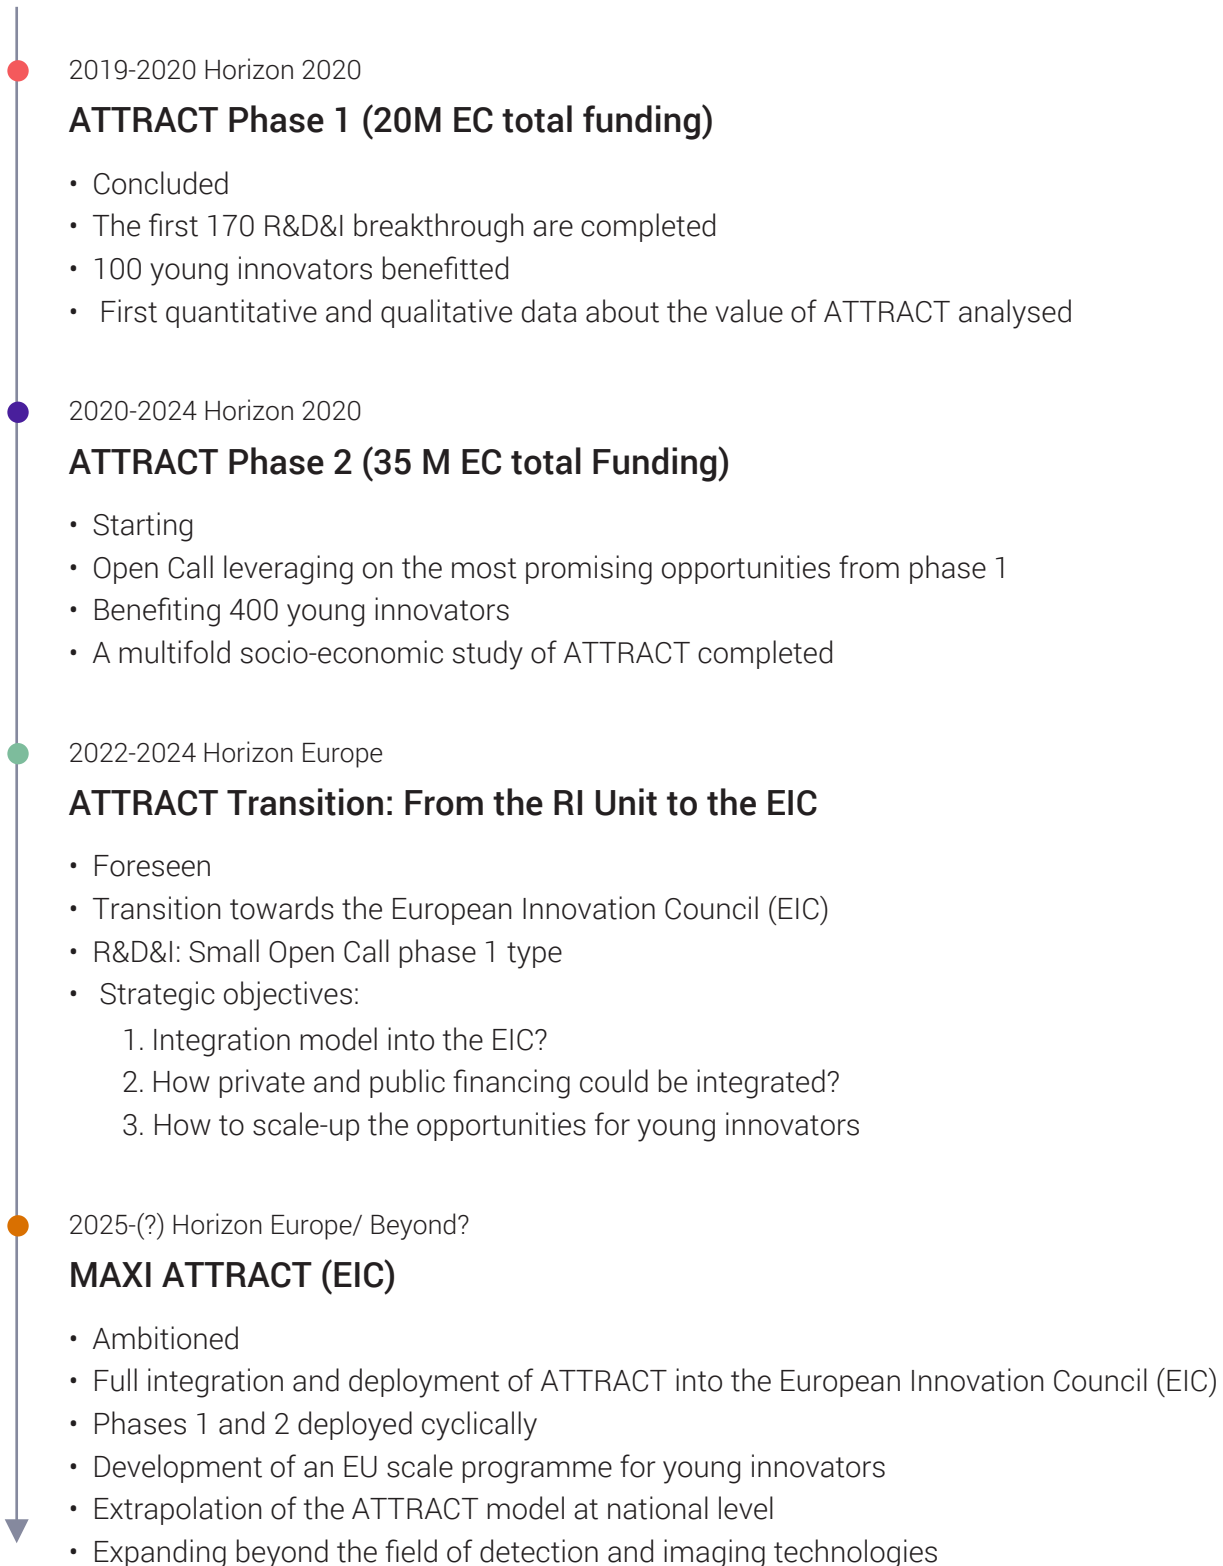 2019-2020 Horizon 2020
ATTRACT Phase 1 (20M EC total funding)
• Concluded
• The first 170 R&D&I breakthrough are completed
• 100 young innovators benefitted
• First quantitative and qualitative data about the value of ATTRACT analysed
2020-2024 Horizon 2020
ATTRACT Phase 2 (35 M EC total Funding)
• Starting
• Open Call leveraging on the most promising opportunities from phase 1
• Benefiting 400 young innovators
• A multifold socio-economic study of ATTRACT completed
2022-2024 Horizon Europe
ATTRACT Transition: From the RI Unit to the EIC
• Foreseen
• Transition towards the European Innovation Council (EIC)
• R&D&I: Small Open Call phase 1 type
• Strategic objectives:
1. Integration model into the EIC?
2. How private and public financing could be integrated?
3. How to scale-up the opportunities for young innovators
2025-(?) Horizon Europe/ Beyond?
MAXI ATTRACT (EIC)
• Ambitioned
• Full integration and deployment of ATTRACT into the European Innovation Council (EIC)
• Phases 1 and 2 deployed cyclically
• Development of an EU scale programme for young innovators
• Extrapolation of the ATTRACT model at national level
• Expanding beyond the field of detection and imaging technologies